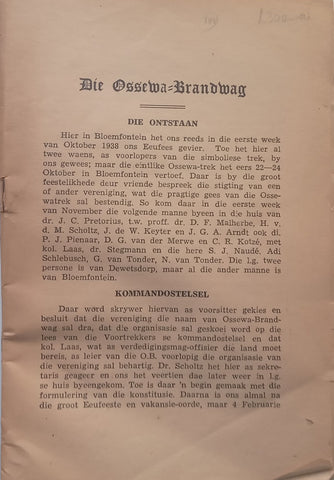 Die Ossewa-Brandwag
DIE ONTSTAAN
Hier in Bloemfontein het ons reeds in die eerste week
van Oktober 1938 ons Eeufees gevier. Toe het hier al
twee waens, as voorlopers van die simboliese trek, by
ons gewees; maar die eintlike Ossewa-trek het eers 22—24
Oktober in Bloemfontein vertoef. Daar is by die groot
feestelikhede deur vriende bespreek die stigting van een
of ander vereniging, wat die pragtige gees van die Osse-
watrek sal bestendig. So kom daar in die eerste week
van November die volgende manne byeen in die huis van
dr. J. C. Pretorius, t.w. proff. dr. D. F. Malherbe, H. v.
d. M. Scholtz, J. de W. Keyter en J. G. A. Arndt; ook di.
P. J. Pienaar, D. G. van der Merwe en C. R. Kotzé, met
kol. Laas, dr. Stegmann en die here S. J. Naudé, Adi
Schlebusch, G. van Tonder, N. van Tonder. Die l.g. twee
persone is van Dewetsdorp, maar al die ander manne is
van Bloemfontein.
KOMMANDOSTELSEL
Daar word skrywer hiervan as voorsitter gekies en
besluit dat die vereniging die naam van Ossewa-Brand-
wag sal dra, dat die organisasie sal geskoei word op die
lees van die Voortrekkers se kommandostelsel en dat
kol. Laas, wat as verdedigingsmag-offisier die land moet
bereis, as leier van die O.B. voorlopig die organisasie van
die vereniging sal behartig. Dr. Scholtz het hier as sekre-
taris geageer en ons het veertien dae later weer in l.g.
se huis byeengekom. Toe is daar 'n begin gemaak met die
formulering van die konstitusie. Daarna is ons almal na
die groot Eeufeeste en vakansie-oorde, maar 4 Februarie